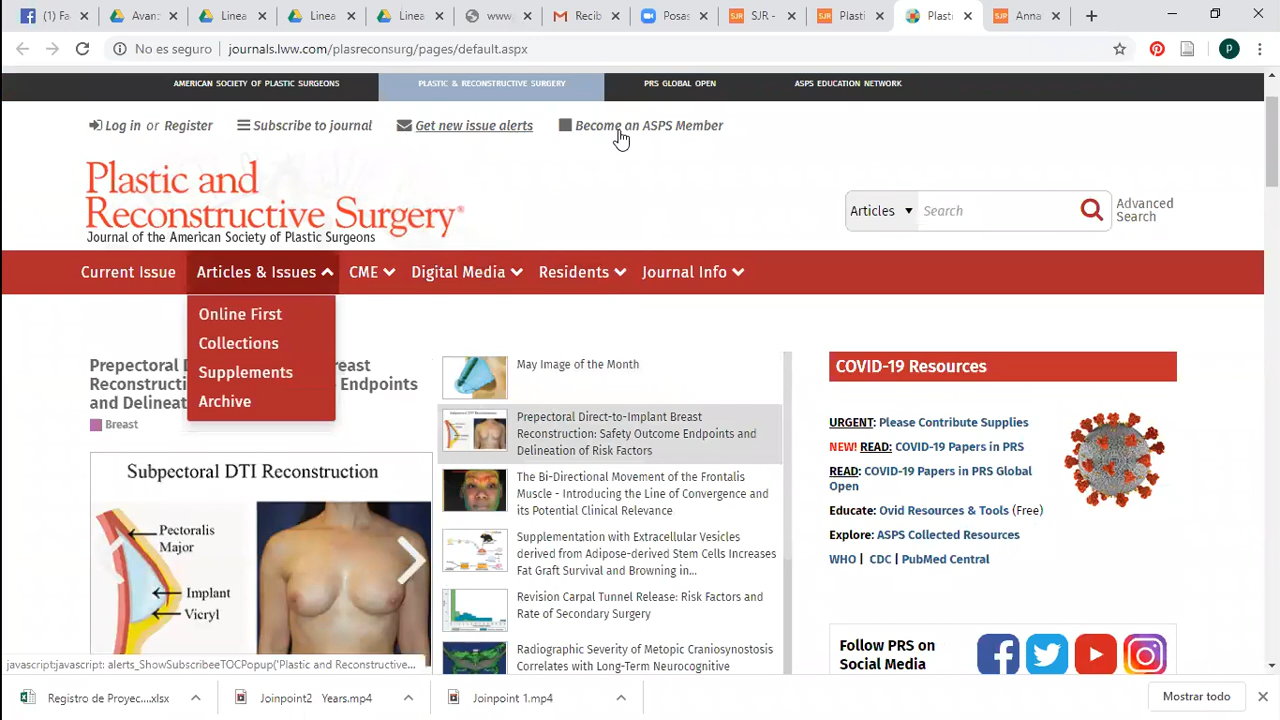 (1) Fa
Avanz
Linea
Linea
Linea
www.
Recib
Posas
SJR -
Plasti
Plasti
Anna
No es seguro | journals.lww.com/plasreconsurg/pages/default.aspx
P
AMERICAN SOCIETY OF PLASTIC SURGEONS
PLASTIC & RECONSTRUCTIVE SURGERY
PRS GLOBAL OPEN
ASPS EDUCATION NETWORK
Log in or Register
Subscribe to journal
Get new issue alerts
Become an ASPS Member
Plastic and
Reconstructive Surgery®
Journal of the American Society of Plastic Surgeons
Articles
Search
Advanced
Search
Current Issue
Articles & Issues
CME
Digital Media
Residents
Journal Info
Online First
Collections
Supplements
Archive
Prepectoral D
reast
Reconstructi
Endpoints
and Delineat
Breast
Subpectoral DTI Reconstruction
Pectoralis
Major
Implant
Vicryl
May Image of the Month
Prepectoral Direct-to-Implant Breast
Reconstruction: Safety Outcome Endpoints and
Delineation of Risk Factors
The Bi-Directional Movement of the Frontalis
Muscle - Introducing the Line of Convergence and
its Potential Clinical Relevance
Supplementation with Extracellular Vesicles
derived from Adipose-derived Stem Cells Increases
Fat Graft Survival and Browning in...
Revision Carpal Tunnel Release: Risk Factors and
Rate of Secondary Surgery
Radiographic Severity of Metopic Craniosynostosis
Correlates with Long-Term Neurocognitive
COVID-19 Resources
URGENT: Please Contribute Supplies
NEW! READ: COVID-19 Papers in PRS
READ: COVID-19 Papers in PRS Global
Open
Educate: Ovid Resources & Tools (Free)
Explore: ASPS Collected Resources
WHO | CDC | PubMed Central
Follow PRS on
Social Media
javascript:javascript: alerts_ShowSubscribeeTOCPopup('Plastic and Reconstructive...
Registro de Proyec....xlsx
Joinpoint2 Years.mp4
Joinpoint 1.mp4
Mostrar todo